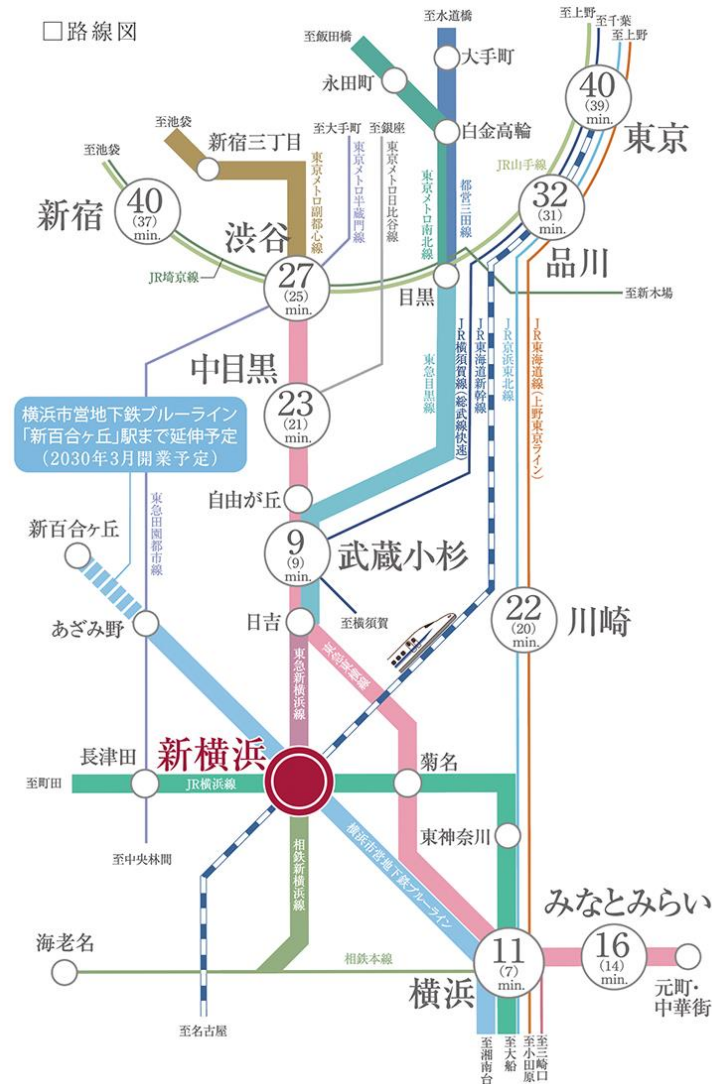 □路線図
至水道橋
至飯田橋
大手町
永田町
白金高輪
至上野
至千葉
至上野
40
(39)
min.
東京
至池袋
新宿三丁目
至大手町
至銀座
至池袋
新宿
40
(37)
min.
JR埼京線
渋谷
27
(25)
min.
東京メトロ副都心線
東京メトロ半蔵門線
東京メトロ日比谷線
東京メトロ南北線
都営三田線
JR山手線
32
(31)
min.
品川
目黒
至新木場
中目黒
23
(21)
min.
東急目黒線
JR横須賀線(総武線快速)
JR東海道新幹線
JR京浜東北線
JR東海道線(上野東京ライン)
横浜市営地下鉄ブルーライン
「新百合ヶ丘」駅まで延伸予定
(2030年3月開業予定)
東急田園都市線
自由が丘
新百合ヶ丘
9
(9)
min.
武蔵小杉
あざみ野
日吉
至横須賀
22
(20)
min.
川崎
東急新横浜線
東急東横線
新横浜
長津田
至町田
JR横浜線
菊名
東神奈川
至中央林間
相鉄新横浜線
横浜市営地下鉄ブルーライン
海老名
相鉄本線
至名古屋
11
(7)
min.
横浜
みなとみらい
16
(14)
min.
元町・
中華街
至湘南台
至大船
至小田原
至三崎口